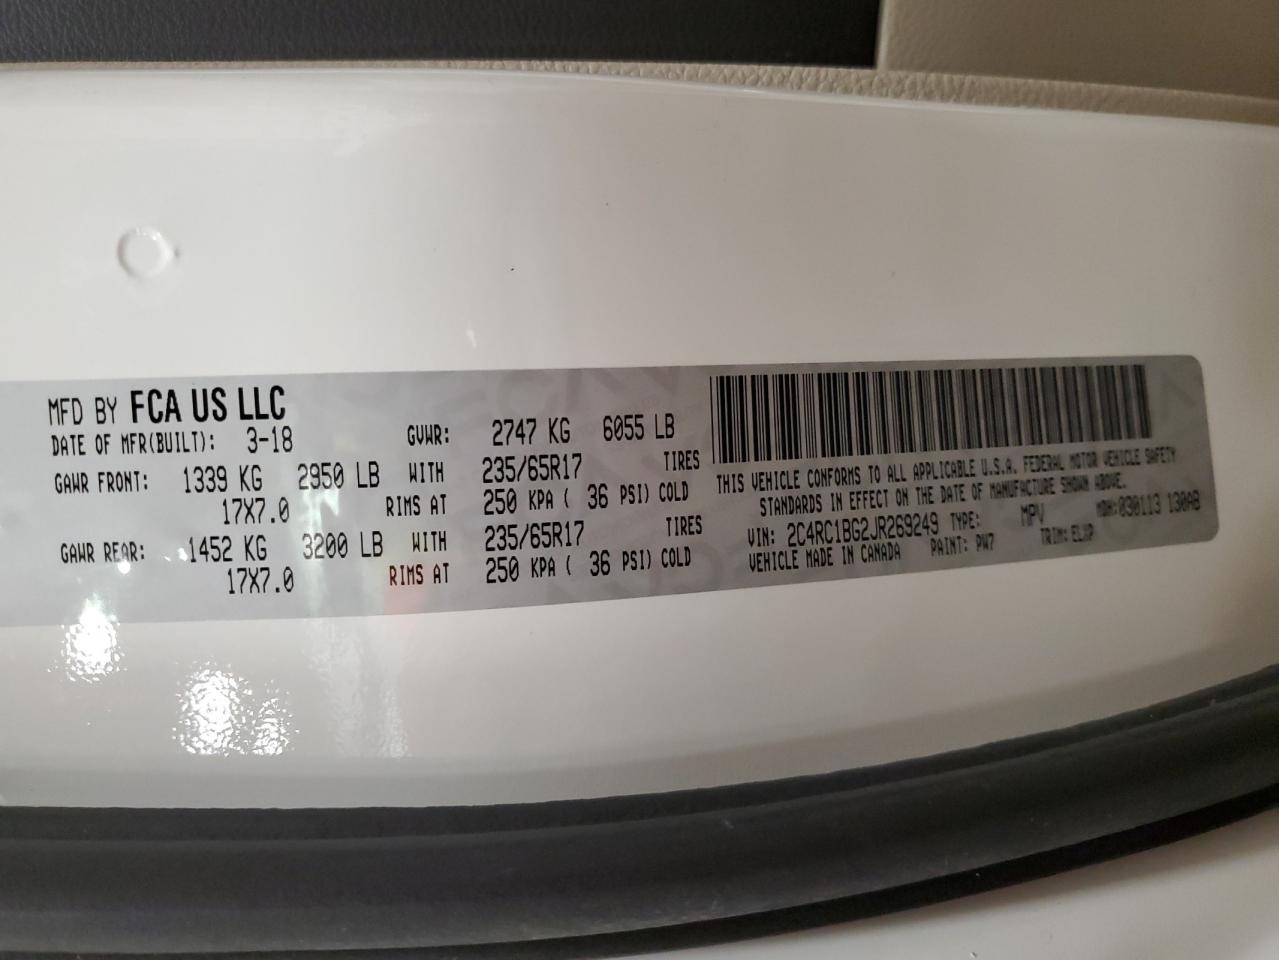 MFD BY FCA US LLC
DATE OF MFR(BUILT): 3-18 GVWR: 2747 KG 6055 LB
GAWR FRONT: 1339 KG 2950 LB WITH 235/65R17 TIRES
17X7.0 RIMS AT 250 KPA ( 36 PSI) COLD
GAWR REAR: 1452 KG 3200 LB WITH 235/65R17 TIRES
17X7.0 RIMS AT 250 KPA ( 36 PSI) COLD
THIS VEHICLE CONFORMS TO ALL APPLICABLE U.S.A. FEDERAL MOTOR VEHICLE SAFETY
STANDARDS IN EFFECT ON THE DATE OF MANUFACTURE SHOWN ABOVE.
VIN: 2C4RC1BG2JR269249 TYPE: MPV MDH:030113 130AB
VEHICLE MADE IN CANADA PAINT: PW7 TRIM: